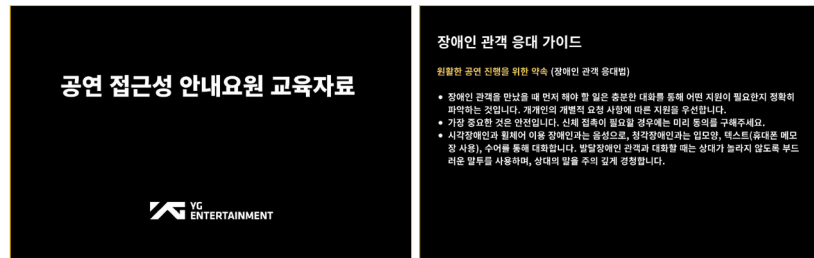 공연 접근성 안내요원 교육자료
YG
ENTERTAINMENT
장애인 관객 응대 가이드
원활한 공연 진행을 위한 약속 (장애인 관객 응대법)
• 장애인 관객을 만났을 때 먼저 해야 할 일은 충분한 대화를 통해 어떤 지원이 필요한지 정확히
파악하는 것입니다. 개개인의 개별적 요청 사항에 따른 지원을 우선합니다.
• 가장 중요한 것은 안전입니다. 신체 접촉이 필요할 경우에는 미리 동의를 구해주세요.
• 시각장애인과 휠체어 이용 장애인과는 음성으로, 청각장애인과는 입모양, 텍스트(휴대폰 메모
장 사용), 수어를 통해 대화합니다. 발달장애인 관객과 대화할 때는 상대가 놀라지 않도록 부드
러운 말투를 사용하며, 상대의 말을 주의 깊게 경청합니다.